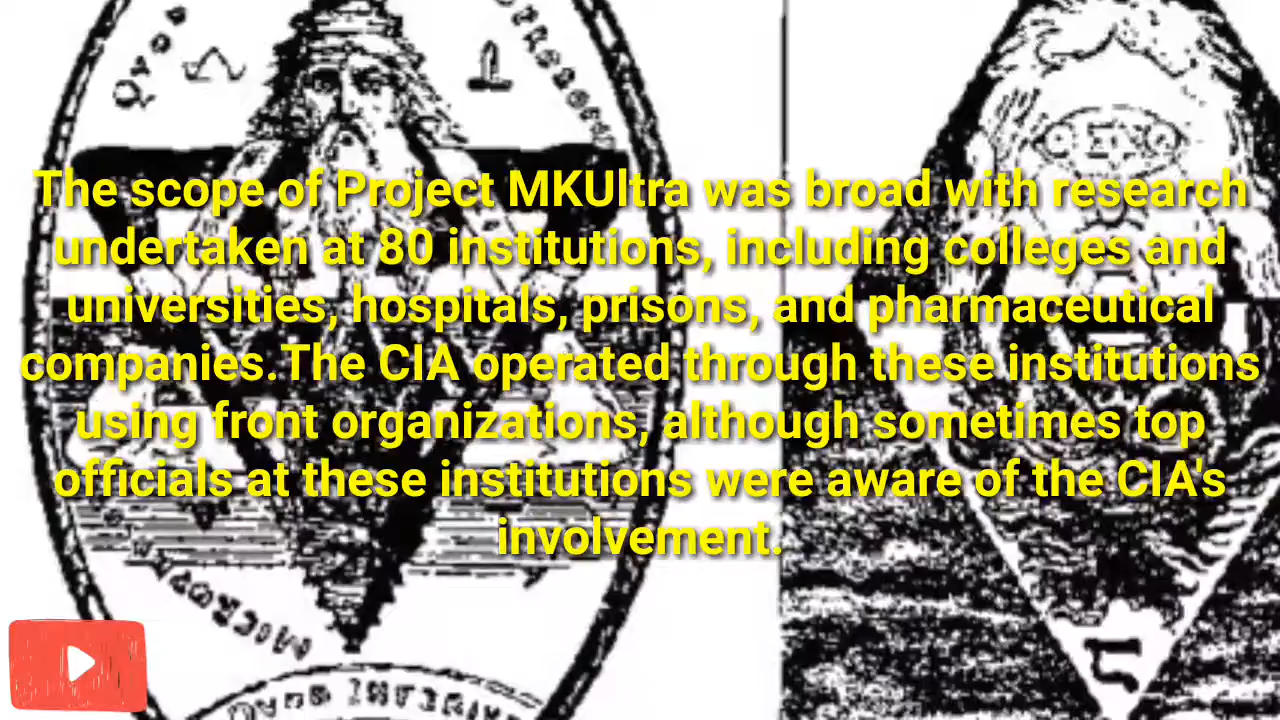 The scope of Project MKUltra was broad with research
undertaken at 80 institutions, including colleges and
universities, hospitals, prisons, and pharmaceutical
companies.The CIA operated through these institutions
using front organizations, although sometimes top
officials at these institutions were aware of the CIA's
involvement.